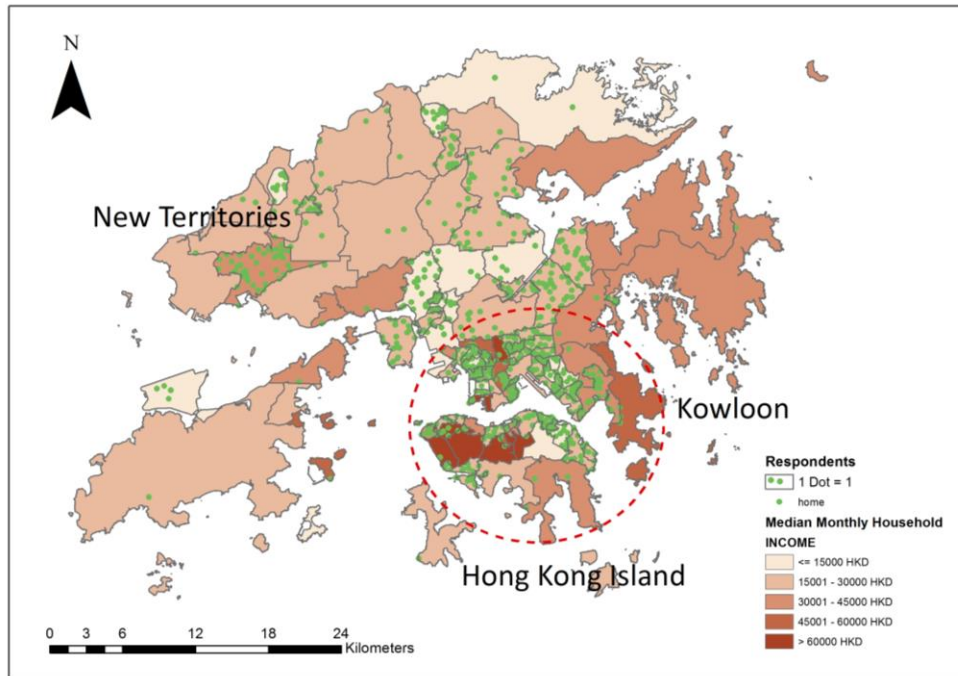 N
New Territories
Kowloon
Hong Kong Island
Respondents
1 Dot = 1
home
Median Monthly Household
INCOME
<= 15000 HKD
15001 - 30000 HKD
30001 - 45000 HKD
45001 - 60000 HKD
> 60000 HKD
0 3 6 12 18 24
Kilometers